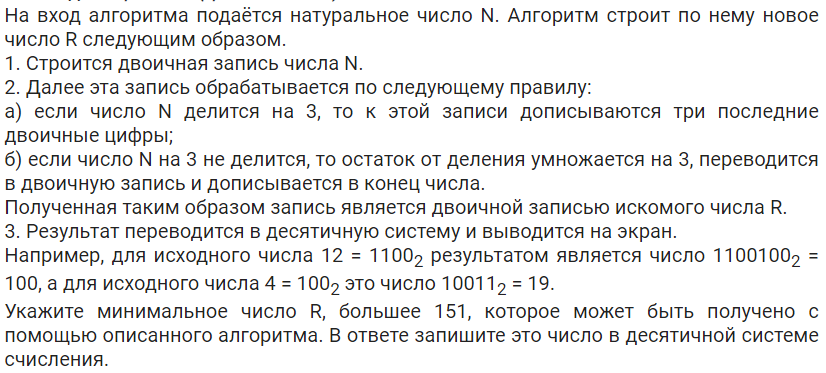 На вход алгоритма подаётся натуральное число N. Алгоритм строит по нему новое
число R следующим образом.
1. Строится двоичная запись числа N.
2. Далее эта запись обрабатывается по следующему правилу:
а) если число N делится на 3, то к этой записи дописываются три последние
двоичные цифры;
б) если число N на 3 не делится, то остаток от деления умножается на 3, переводится
в двоичную запись и дописывается в конец числа.
Полученная таким образом запись является двоичной записью искомого числа R.
3. Результат переводится в десятичную систему и выводится на экран.
Например, для исходного числа 12 = 1100₂ результатом является число 1100100₂ =
100, а для исходного числа 4 = 100₂ это число 10011₂ = 19.
Укажите минимальное число R, большее 151, которое может быть получено с
помощью описанного алгоритма. В ответе запишите это число в десятичной системе
счисления.